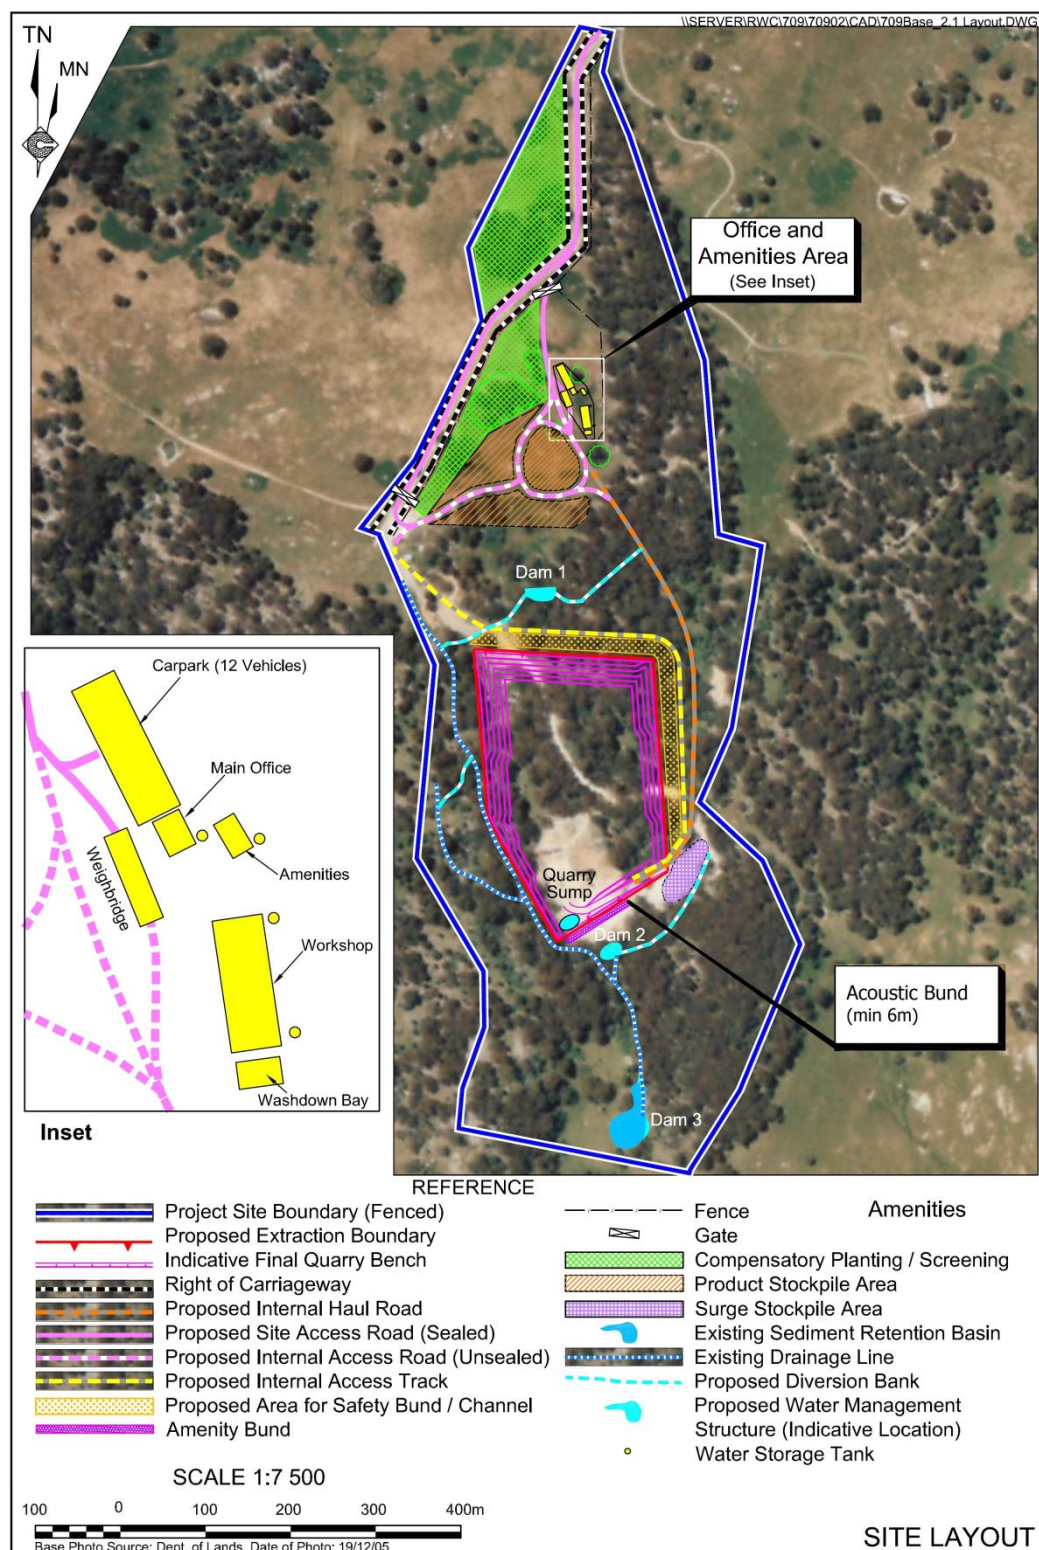 \\SERVER\RWC\709\70902\CAD\709Base_2.1 Layout.DWG
TN
MN
Office and
Amenities Area
(See Inset)
Dam 1
Quarry
Sump
Dam 2
Acoustic Bund
(min 6m)
Dam 3
Carpark (12 Vehicles)
Main Office
Amenities
Weighbridge
Workshop
Washdown Bay
Inset
REFERENCE
Project Site Boundary (Fenced)
Proposed Extraction Boundary
Indicative Final Quarry Bench
Right of Carriageway
Proposed Internal Haul Road
Proposed Site Access Road (Sealed)
Proposed Internal Access Road (Unsealed)
Proposed Internal Access Track
Proposed Area for Safety Bund / Channel
Amenity Bund
Fence
Amenities
Gate
Compensatory Planting / Screening
Product Stockpile Area
Surge Stockpile Area
Existing Sediment Retention Basin
Existing Drainage Line
Proposed Diversion Bank
Proposed Water Management
Structure (Indicative Location)
Water Storage Tank
SCALE 1:7 500
100 0 100 200 300 400m
Base Photo Source: Dept. of Lands, Date of Photo: 19/12/05
SITE LAYOUT